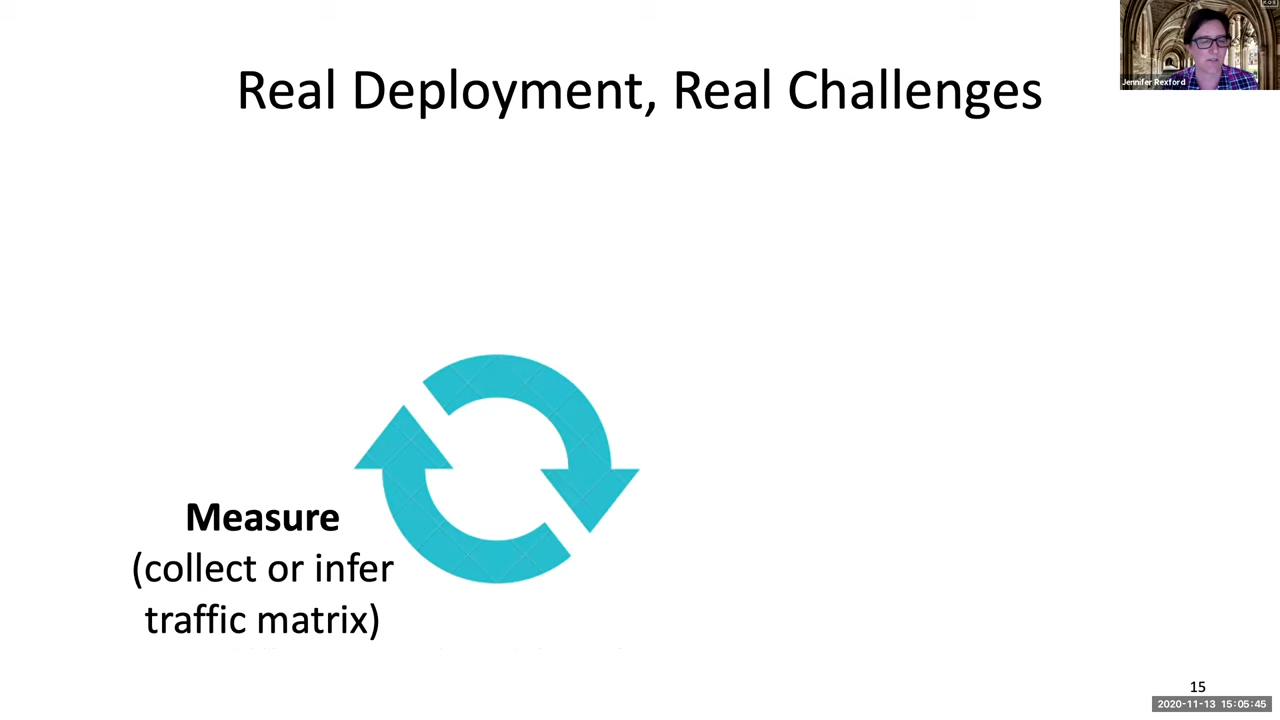 Real Deployment, Real Challenges
Jennifer Rexford
Measure
(collect or infer
traffic matrix)
15
2020-11-13 15:05:45